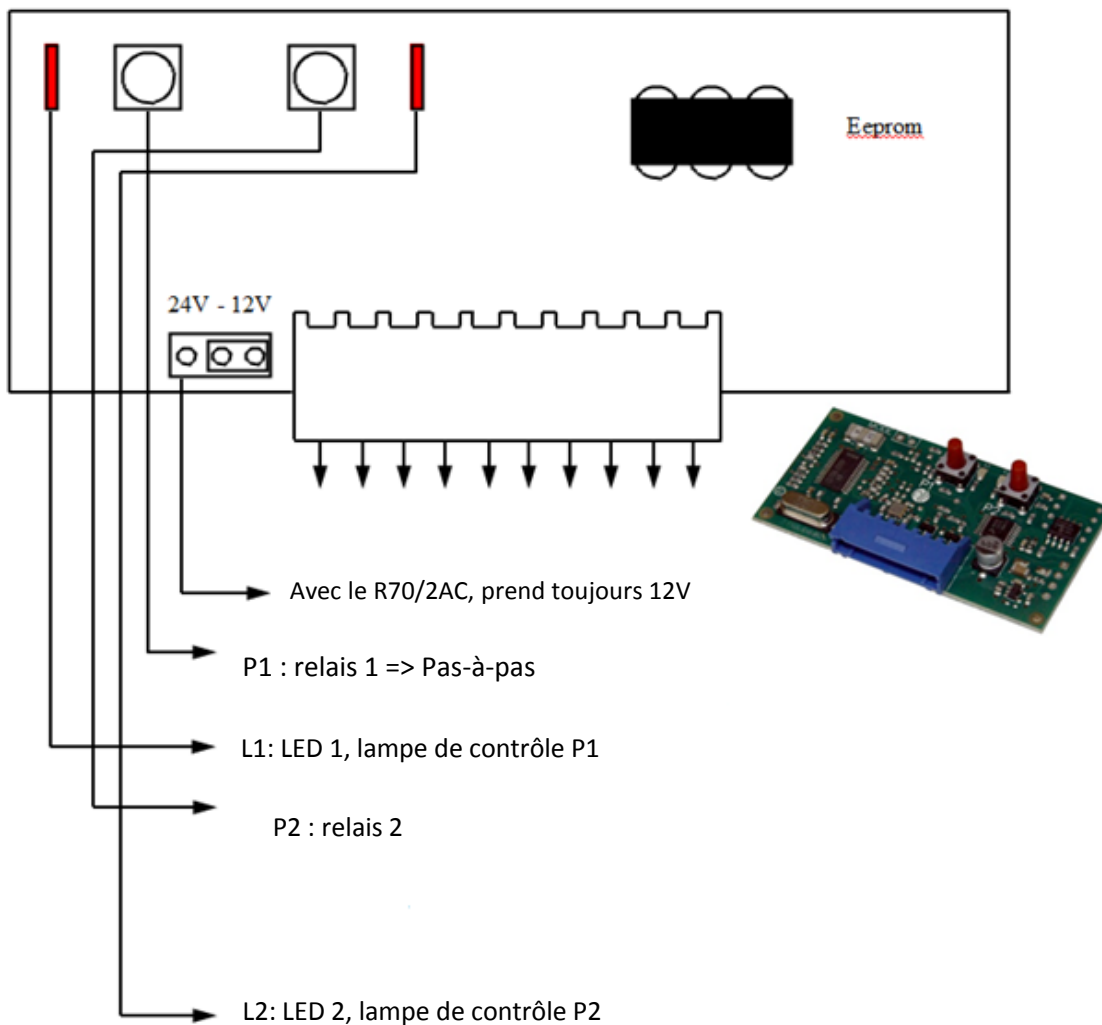 Eeprom
24V - 12V
Avec le R70/2AC, prend toujours 12V
P1 : relais 1 => Pas-à-pas
L1: LED 1, lampe de contrôle P1
P2 : relais 2
L2: LED 2, lampe de contrôle P2